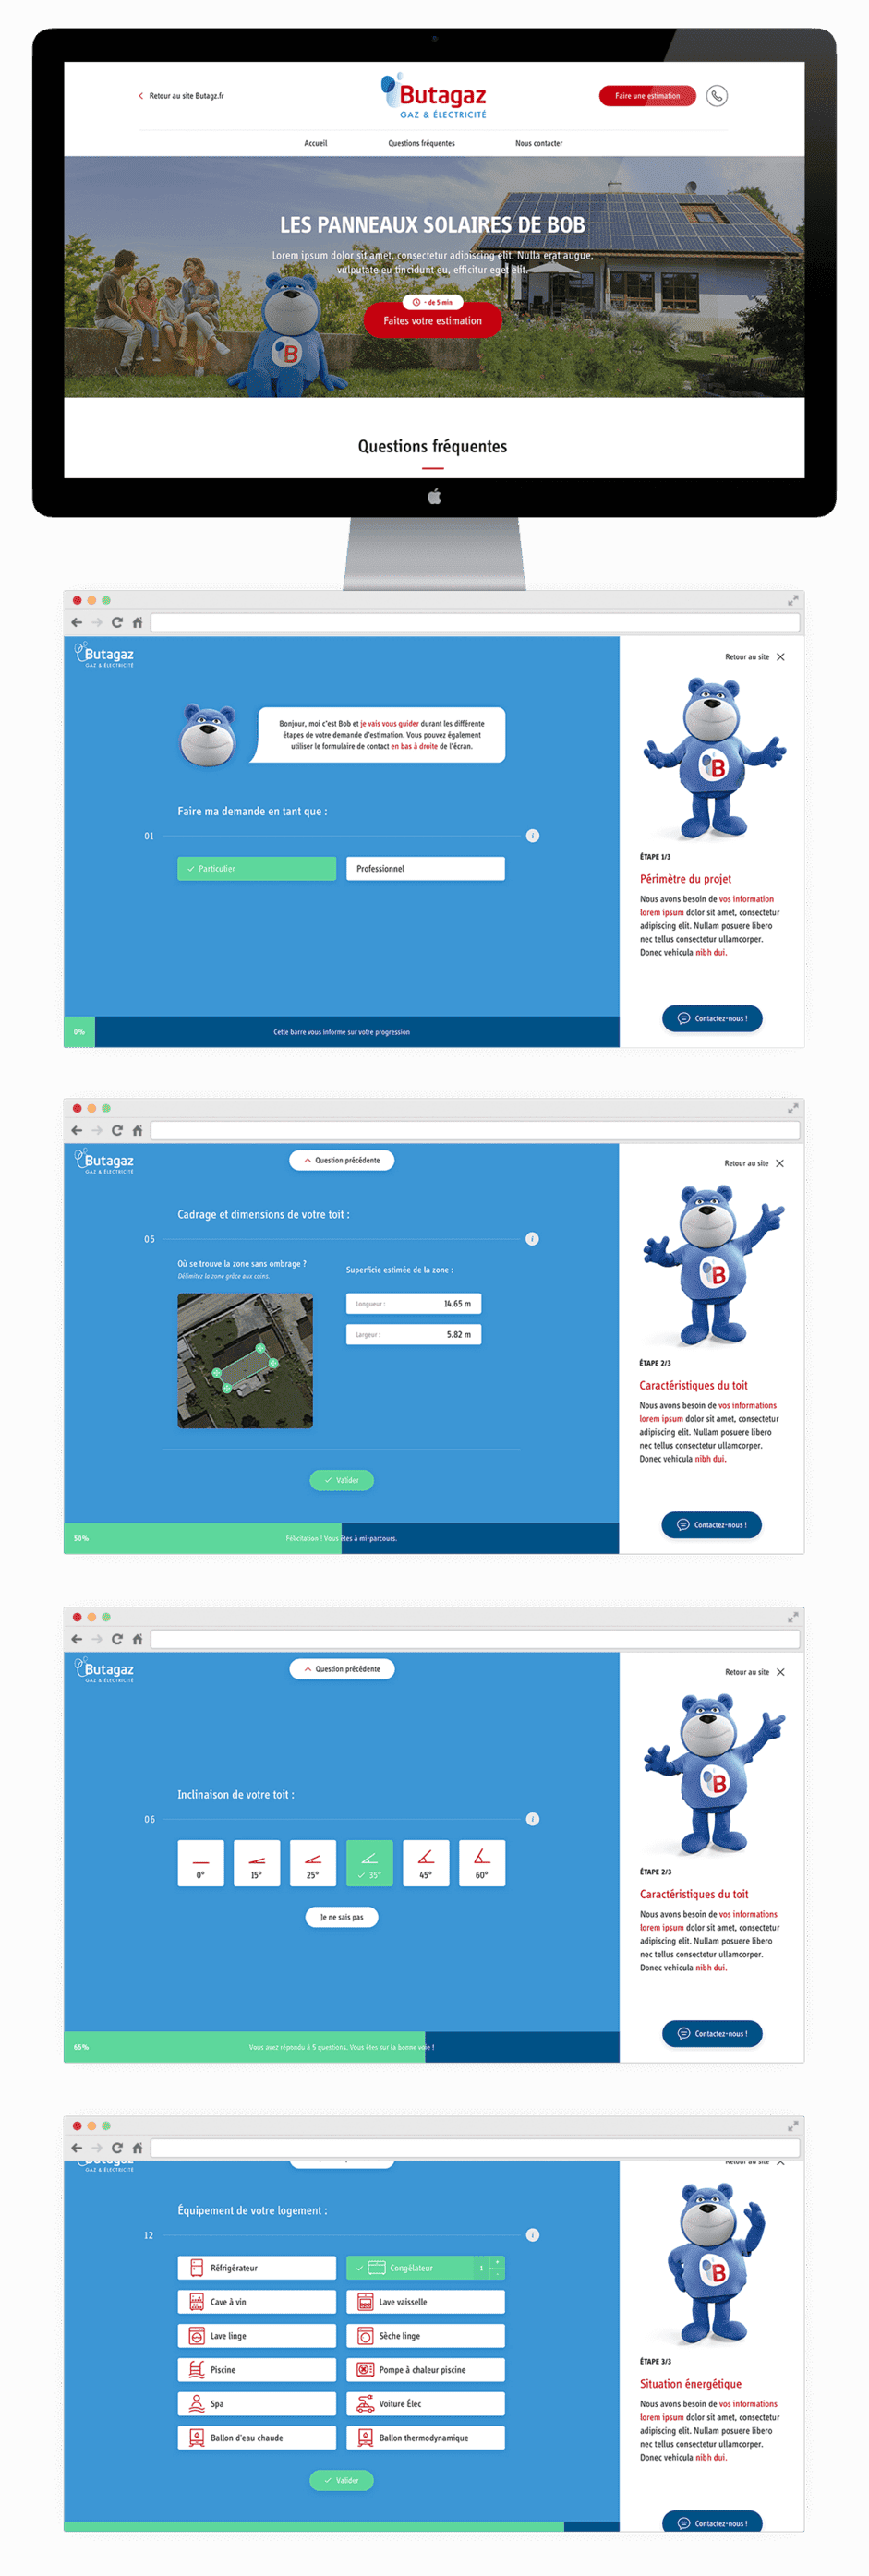 Retour au site Butagz.fr
Butagaz
GAZ & ÉLECTRICITÉ
Faire une estimation
Accueil
Questions fréquentes
Nous contacter
LES PANNEAUX SOLAIRES DE BOB
Lorem ipsum dolor sit amet, consectetur adipiscing elit. Nulla erat augue,
vulputate eu tincidunt eu, efficitur eget elit.
- de 5 min
Faites votre estimation
B
Questions fréquentes
Butagaz
GAZ & ÉLECTRICITÉ
Retour au site
Bonjour, moi c'est Bob et je vais vous guider durant les différente
étapes de votre demande d'estimation. Vous pouvez également
utiliser le formulaire de contact en bas à droite de l'écran.
B
Faire ma demande en tant que :
01
i
Particulier
Professionnel
ÉTAPE 1/3
Périmètre du projet
Nous avons besoin de vos information
lorem ipsum dolor sit amet, consectetur
adipiscing elit. Nullam posuere libero
nec tellus consectetur ullamcorper.
Donec vehicula nibh dui.
Contactez-nous !
0%
Cette barre vous informe sur votre progression
Butagaz
GAZ & ÉLECTRICITÉ
Question précédente
Retour au site
Cadrage et dimensions de votre toit :
05
i
Où se trouve la zone sans ombrage ?
Délimitez la zone grâce aux coins.
Superficie estimée de la zone :
Longueur :
14.65 m
Largeur :
5.82 m
Valider
B
ÉTAPE 2/3
Caractéristiques du toit
Nous avons besoin de vos informations
lorem ipsum dolor sit amet, consectetur
adipiscing elit. Nullam posuere libero
nec tellus consectetur ullamcorper.
Donec vehicula nibh dui.
Contactez-nous !
50%
Félicitation ! Vous êtes à mi-parcours.
Butagaz
GAZ & ÉLECTRICITÉ
Question précédente
Retour au site
Inclinaison de votre toit :
06
i
0°
15°
25°
35°
45°
60°
Je ne sais pas
B
ÉTAPE 2/3
Caractéristiques du toit
Nous avons besoin de vos informations
lorem ipsum dolor sit amet, consectetur
adipiscing elit. Nullam posuere libero
nec tellus consectetur ullamcorper.
Donec vehicula nibh dui.
Contactez-nous !
65%
Vous avez répondu à 5 questions. Vous êtes sur la bonne voie !
Butagaz
GAZ & ÉLECTRICITÉ
Retour au site
Équipement de votre logement :
12
i
Réfrigérateur
Congélateur
1
+
-
Cave à vin
Lave vaisselle
Lave linge
Sèche linge
Piscine
Pompe à chaleur piscine
Spa
Voiture Élec
Ballon d'eau chaude
Ballon thermodynamique
Valider
B
ÉTAPE 3/3
Situation énergétique
Nous avons besoin de vos informations
lorem ipsum dolor sit amet, consectetur
adipiscing elit. Nullam posuere libero
nec tellus consectetur ullamcorper.
Donec vehicula nibh dui.
Contactez-nous !